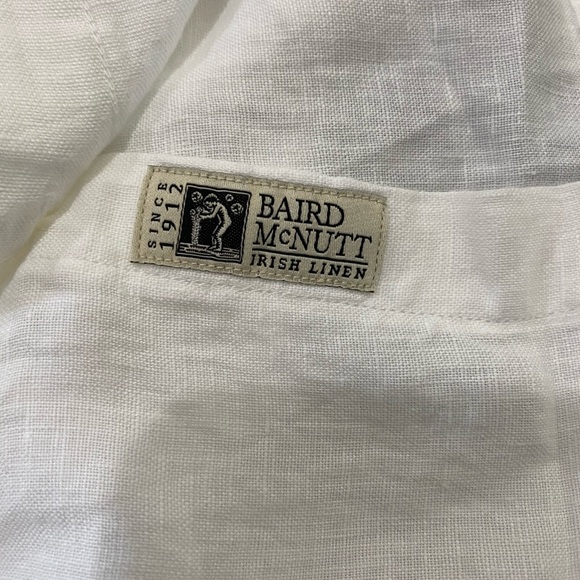 SINCE
1912
BAIRD
McNUTT
IRISH LINEN